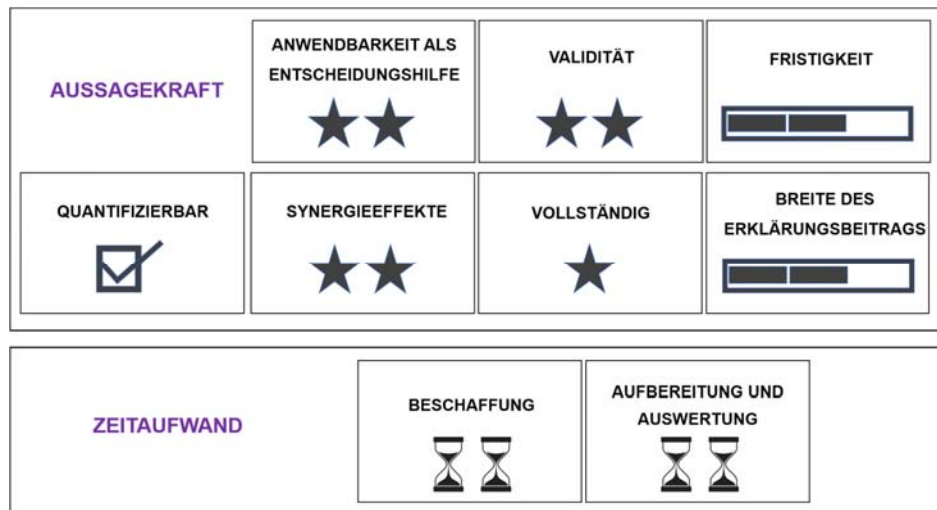 AUSSAGEKRAFT
ANWENDBARKEIT ALS
ENTSCHEIDUNGSHILFE
VALIDITÄT
FRISTIGKEIT
QUANTIFIZIERBAR
SYNERGIEEFFEKTE
VOLLSTÄNDIG
BREITE DES
ERKLÄRUNGSBEITRAGS
ZEITAUFWAND
BESCHAFFUNG
AUFBEREITUNG UND
AUSWERTUNG